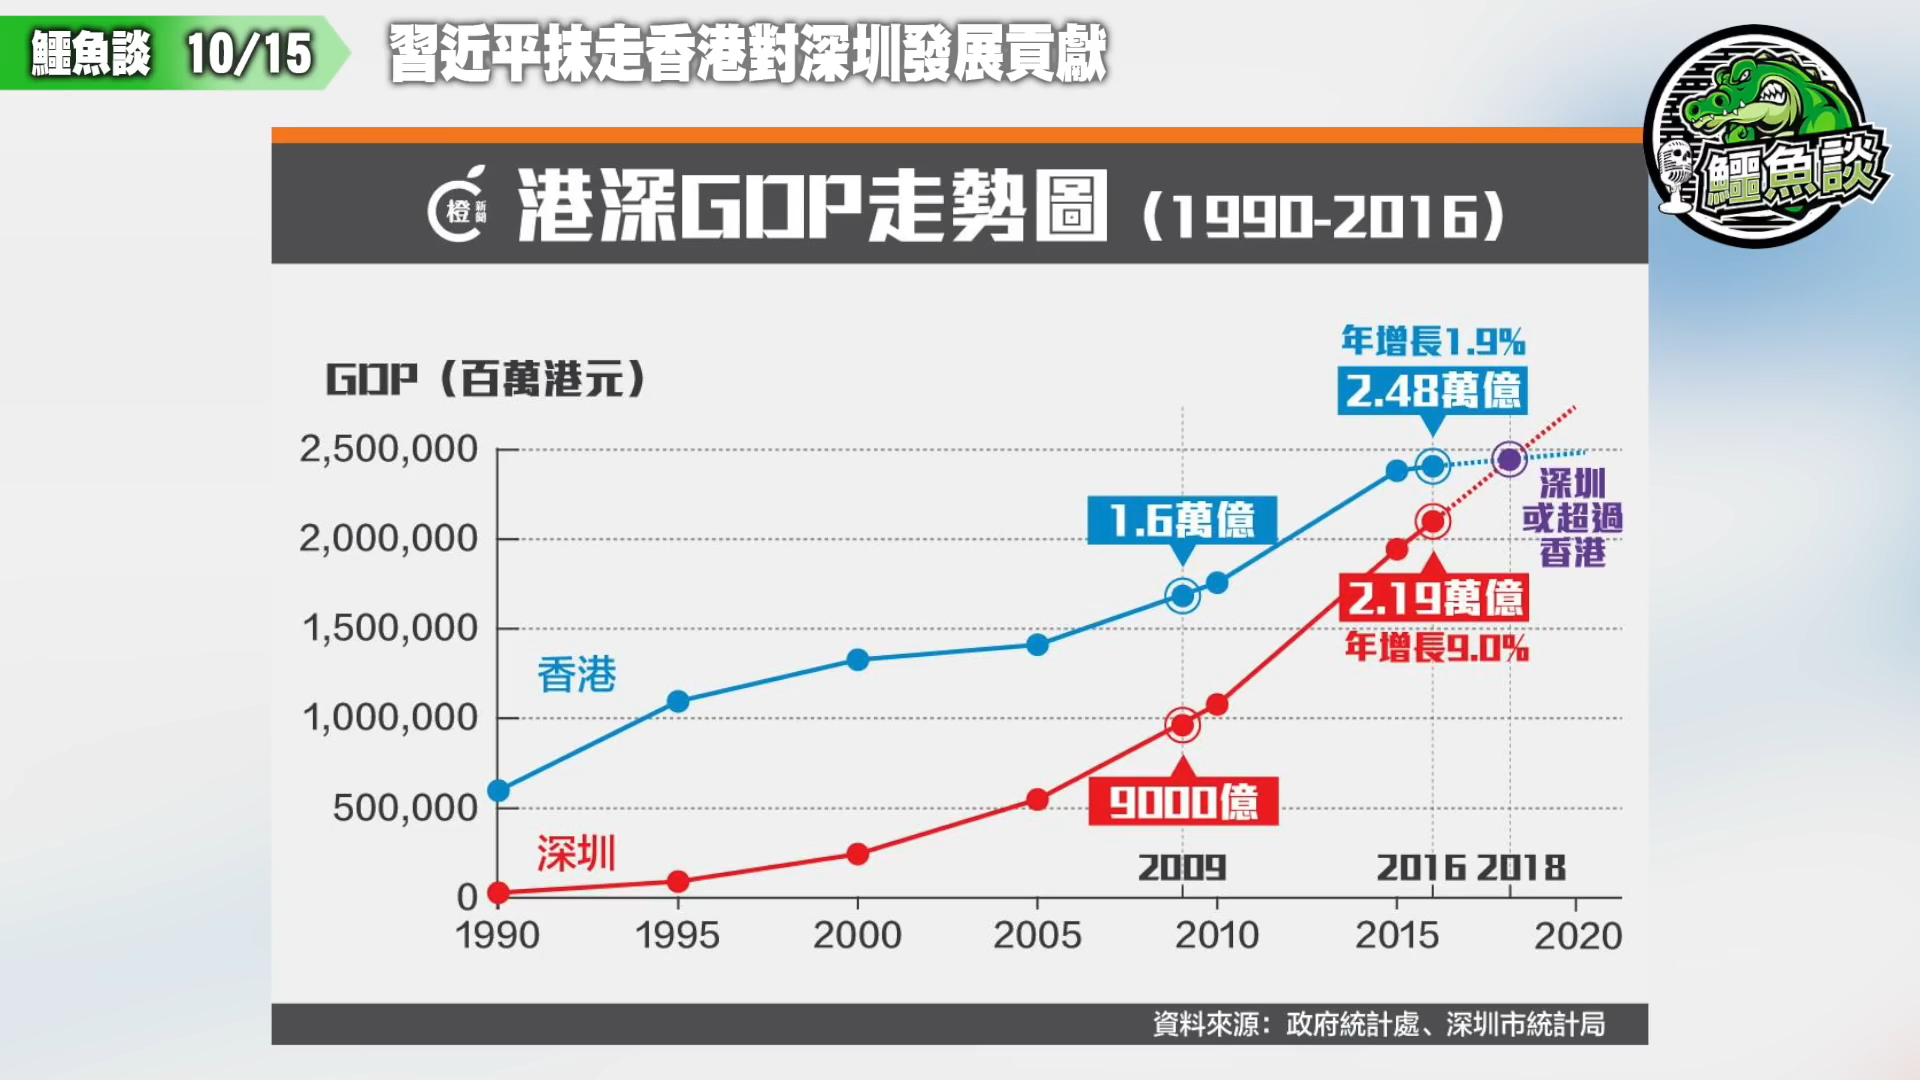 鱷魚談 10/15
習近平抹走香港對深圳發展貢獻
鱷魚談
橙新聞
港深GDP走勢圖（1990-2016）
GDP（百萬港元）
年增長1.9%
2.48萬億
2,500,000
2,000,000
1,500,000
1,000,000
500,000
0
1.6萬億
深圳
或超過
香港
2.19萬億
年增長9.0%
香港
9000億
深圳
2009
2016
2018
1990
1995
2000
2005
2010
2015
2020
資料來源：政府統計處、深圳市統計局